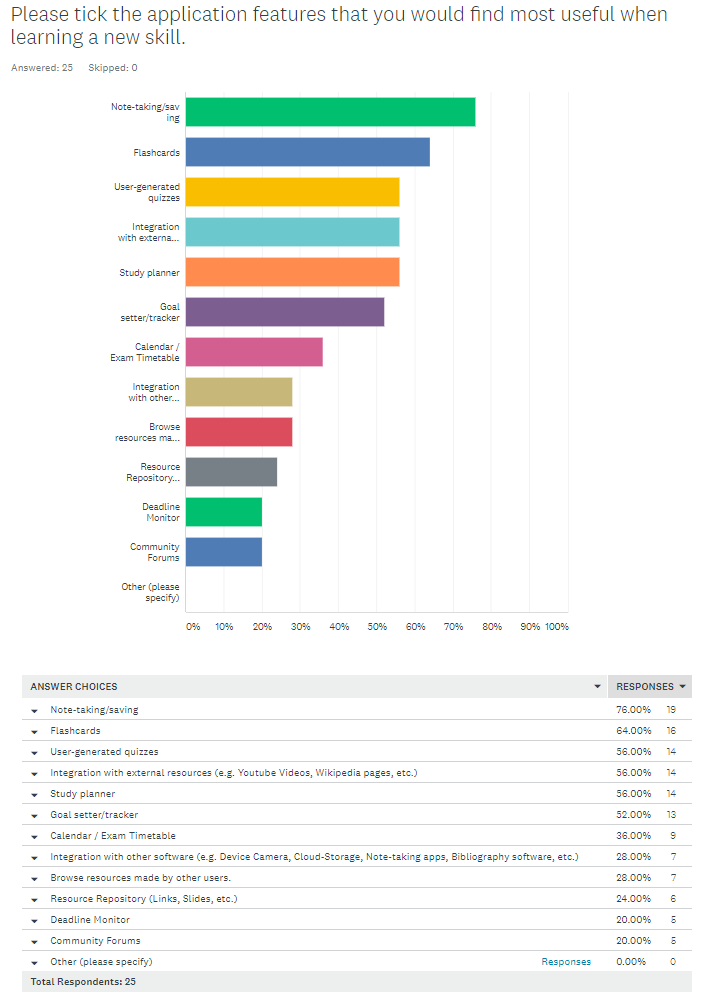 Please tick the application features that you would find most useful when
learning a new skill.
Answered: 25 Skipped: 0
Note-taking/sav
ing
Flashcards
User-generated
quizzes
Integration
with externa...
Study planner
Goal
setter/tracker
Calendar /
Exam Timetable
Integration
with other...
Browse
resources ma...
Resource
Repository...
Deadline
Monitor
Community
Forums
Other (please
specify)
0% 10% 20% 30% 40% 50% 60% 70% 80% 90% 100%
ANSWER CHOICES RESPONSES
Note-taking/saving 76.00% 19
Flashcards 64.00% 16
User-generated quizzes 56.00% 14
Integration with external resources (e.g. Youtube Videos, Wikipedia pages, etc.) 56.00% 14
Study planner 56.00% 14
Goal setter/tracker 52.00% 13
Calendar / Exam Timetable 36.00% 9
Integration with other software (e.g. Device Camera, Cloud-Storage, Note-taking apps, Bibliography software, etc.) 28.00% 7
Browse resources made by other users. 28.00% 7
Resource Repository (Links, Slides, etc.) 24.00% 6
Deadline Monitor 20.00% 5
Community Forums 20.00% 5
Other (please specify) Responses 0.00% 0
Total Respondents: 25